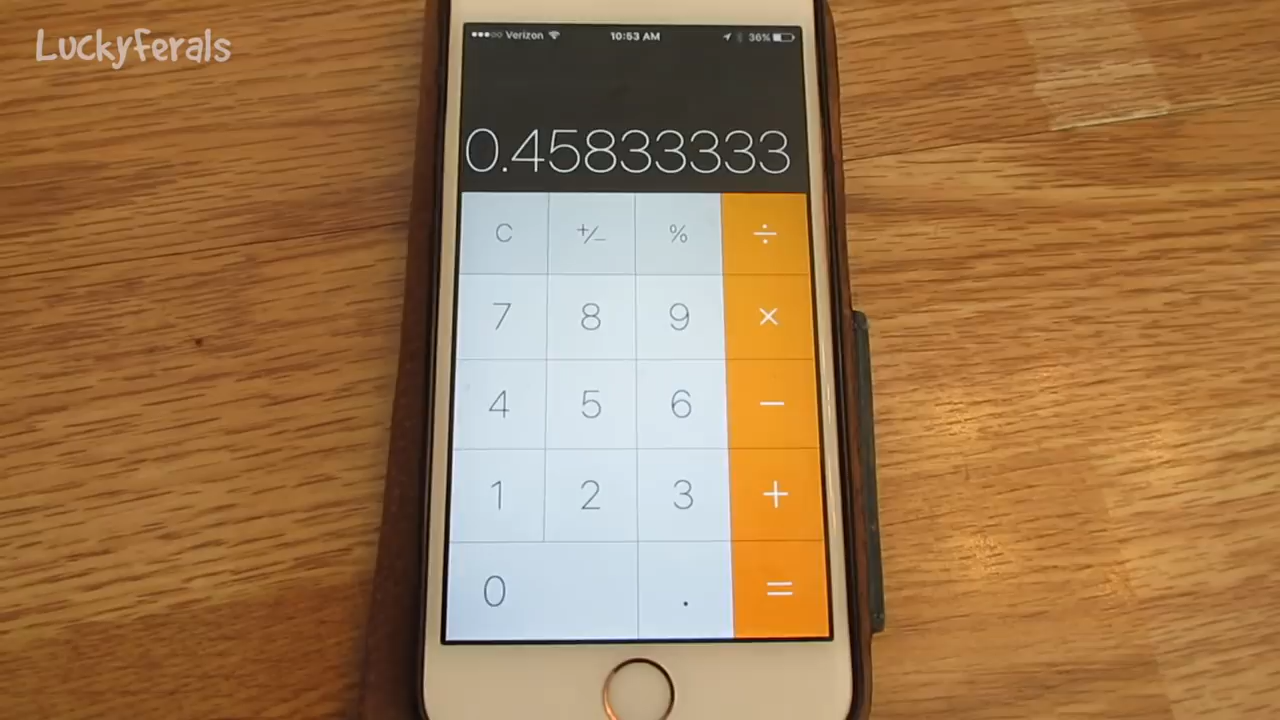 LuckyFerals
Verizon 10:53 AM 36%
0.45833333
C +/− % ÷
7 8 9 ×
4 5 6 −
1 2 3 +
0 . =